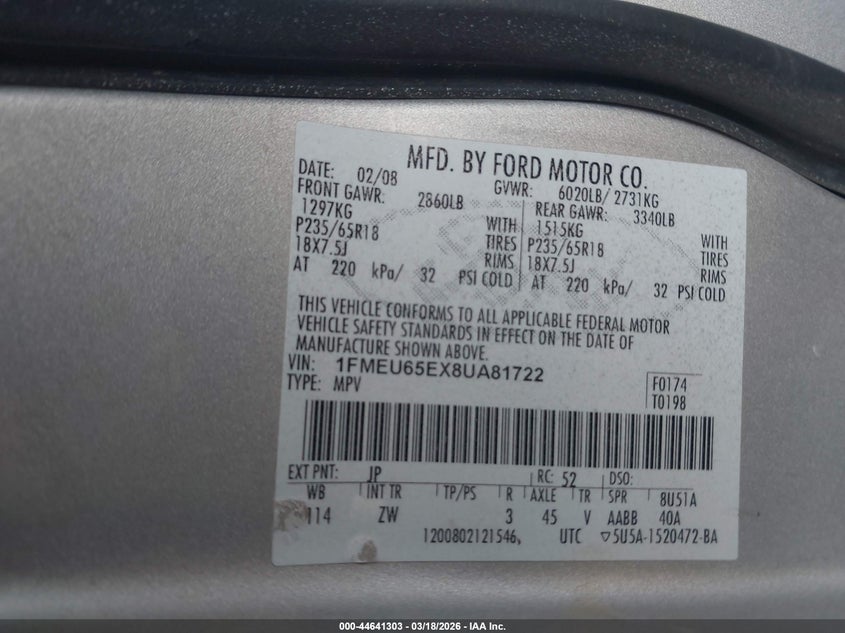 MFD. BY FORD MOTOR CO.
DATE: 02/08 GVWR: 6020LB/ 2731KG
FRONT GAWR: 2860LB REAR GAWR: 3340LB
1297KG WITH 1515KG WITH
P235/65R18 TIRES P235/65R18 TIRES
18X7.5J RIMS 18X7.5J RIMS
AT 220 kPa/ 32 PSI COLD AT 220 kPa/ 32 PSI COLD
THIS VEHICLE CONFORMS TO ALL APPLICABLE FEDERAL MOTOR
VEHICLE SAFETY STANDARDS IN EFFECT ON THE DATE OF
MANUFACTURE SHOWN ABOVE.
VIN: 1FMEU65EX8UA81722
TYPE: MPV F0174
T0198
EXT PNT: JP RC: 52 DSO:
WB INT TR TP/PS R AXLE TR SPR 8U51A
114 ZW 3 45 V AABB 40A
1200802121546, UTC ▽5U5A-1520472-BA
000-44641303 | 03/18/2026 - IAA Inc.